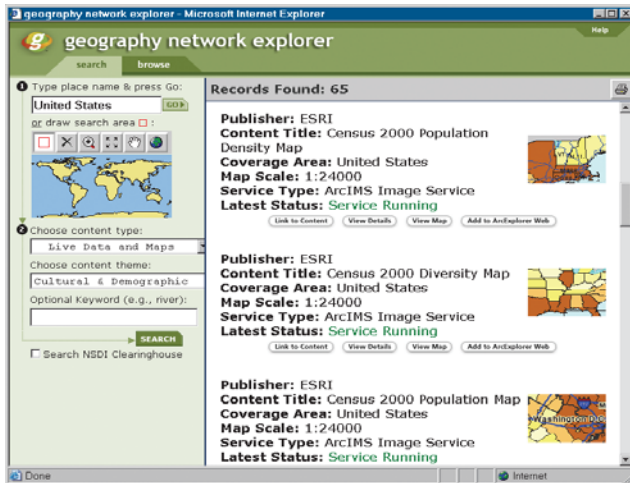 geography network explorer - Microsoft Internet Explorer
Help
geography network explorer
search
browse
1 Type place name & press Go:
United States
GO
or draw search area :
2 Choose content type:
Live Data and Maps
Choose content theme:
Cultural & Demographic
Optional Keyword (e.g., river):
SEARCH
Search NSDI Clearinghouse
Records Found: 65
Publisher: ESRI
Content Title: Census 2000 Population
Density Map
Coverage Area: United States
Map Scale: 1:24000
Service Type: ArcIMS Image Service
Latest Status: Service Running
Link to Content View Details View Map Add to ArcExplorer Web
Publisher: ESRI
Content Title: Census 2000 Diversity Map
Coverage Area: United States
Map Scale: 1:24000
Service Type: ArcIMS Image Service
Latest Status: Service Running
Link to Content View Details View Map Add to ArcExplorer Web
Publisher: ESRI
Content Title: Census 2000 Population Map
Coverage Area: United States
Map Scale: 1:24000
Service Type: ArcIMS Image Service
Latest Status: Service Running
Washington
Done
Internet